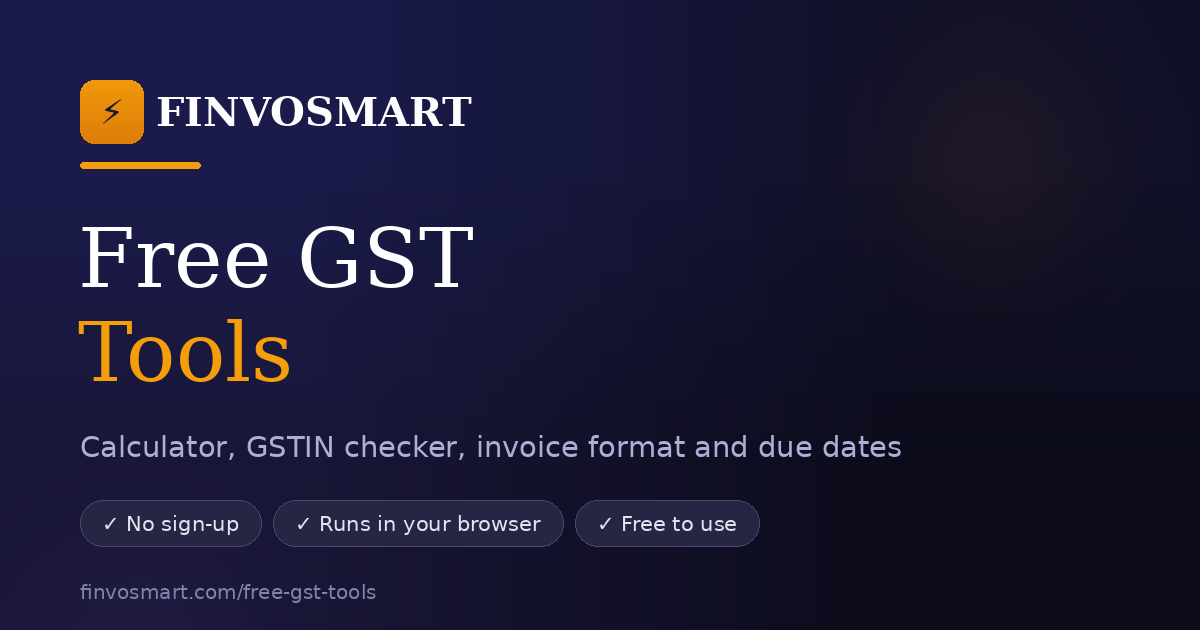 ⚡ FINVOSMART
Free GST
Tools
Calculator, GSTIN checker, invoice format and due dates
✓ No sign-up ✓ Runs in your browser ✓ Free to use
finvosmart.com/free-gst-tools